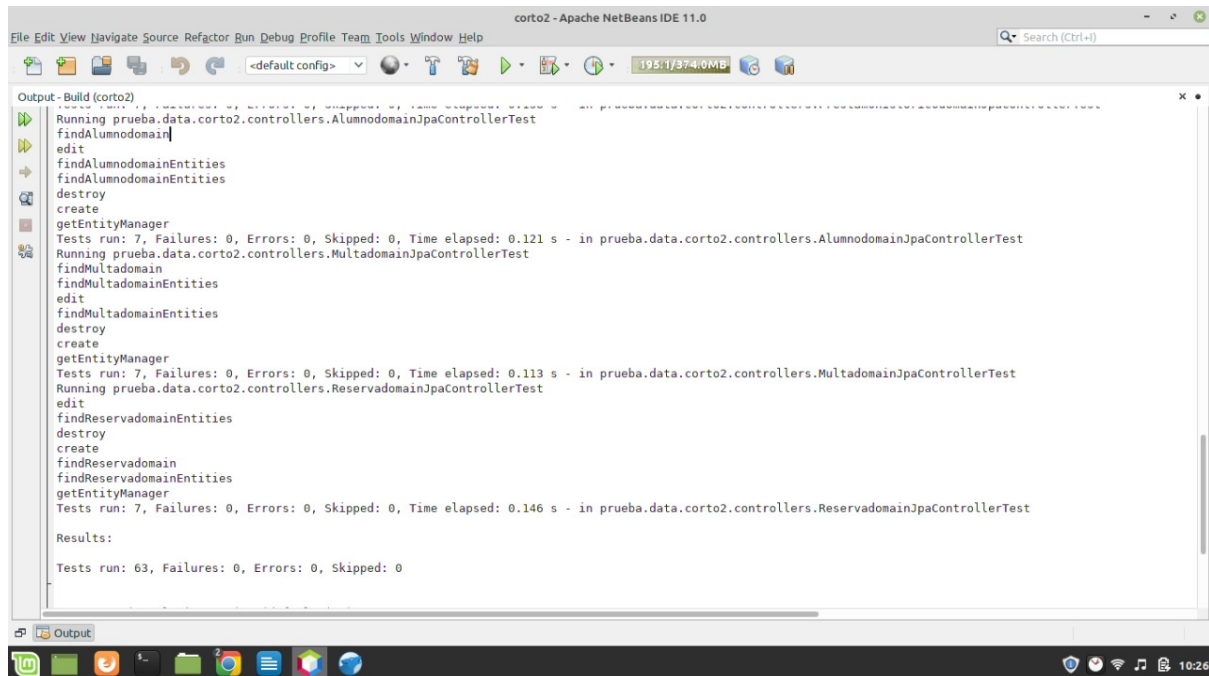 corto2 - Apache NetBeans IDE 11.0
File Edit View Navigate Source Refactor Run Debug Profile Team Tools Window Help
Search (Ctrl+I)
<default config>
195.1/374.0MB
Output - Build (corto2)
Running prueba.data.corto2.controllers.AlumnodomainJpaControllerTest
findAlumnodomain
edit
findAlumnodomainEntities
findAlumnodomainEntities
destroy
create
getEntityManager
Tests run: 7, Failures: 0, Errors: 0, Skipped: 0, Time elapsed: 0.121 s - in prueba.data.corto2.controllers.AlumnodomainJpaControllerTest
Running prueba.data.corto2.controllers.MultadomainJpaControllerTest
findMultadomain
findMultadomainEntities
edit
findMultadomainEntities
destroy
create
getEntityManager
Tests run: 7, Failures: 0, Errors: 0, Skipped: 0, Time elapsed: 0.113 s - in prueba.data.corto2.controllers.MultadomainJpaControllerTest
Running prueba.data.corto2.controllers.ReservadomainJpaControllerTest
edit
findReservadomainEntities
destroy
create
findReservadomain
findReservadomainEntities
getEntityManager
Tests run: 7, Failures: 0, Errors: 0, Skipped: 0, Time elapsed: 0.146 s - in prueba.data.corto2.controllers.ReservadomainJpaControllerTest
Results:
Tests run: 63, Failures: 0, Errors: 0, Skipped: 0
Output
2
10:26